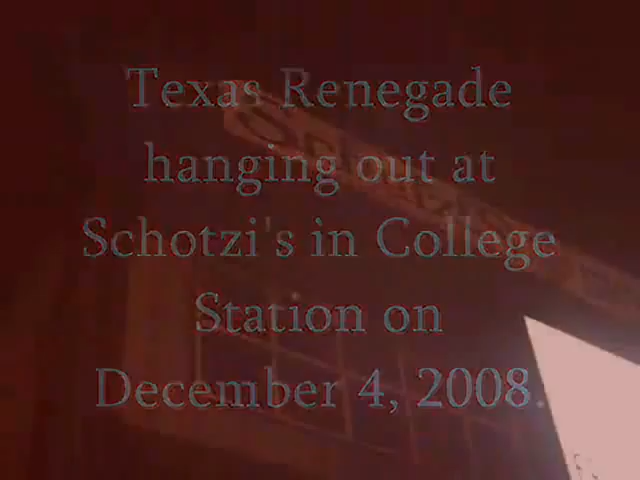 Texas Renegade
hanging out at
Schotzi's in College
Station on
December 4, 2008.